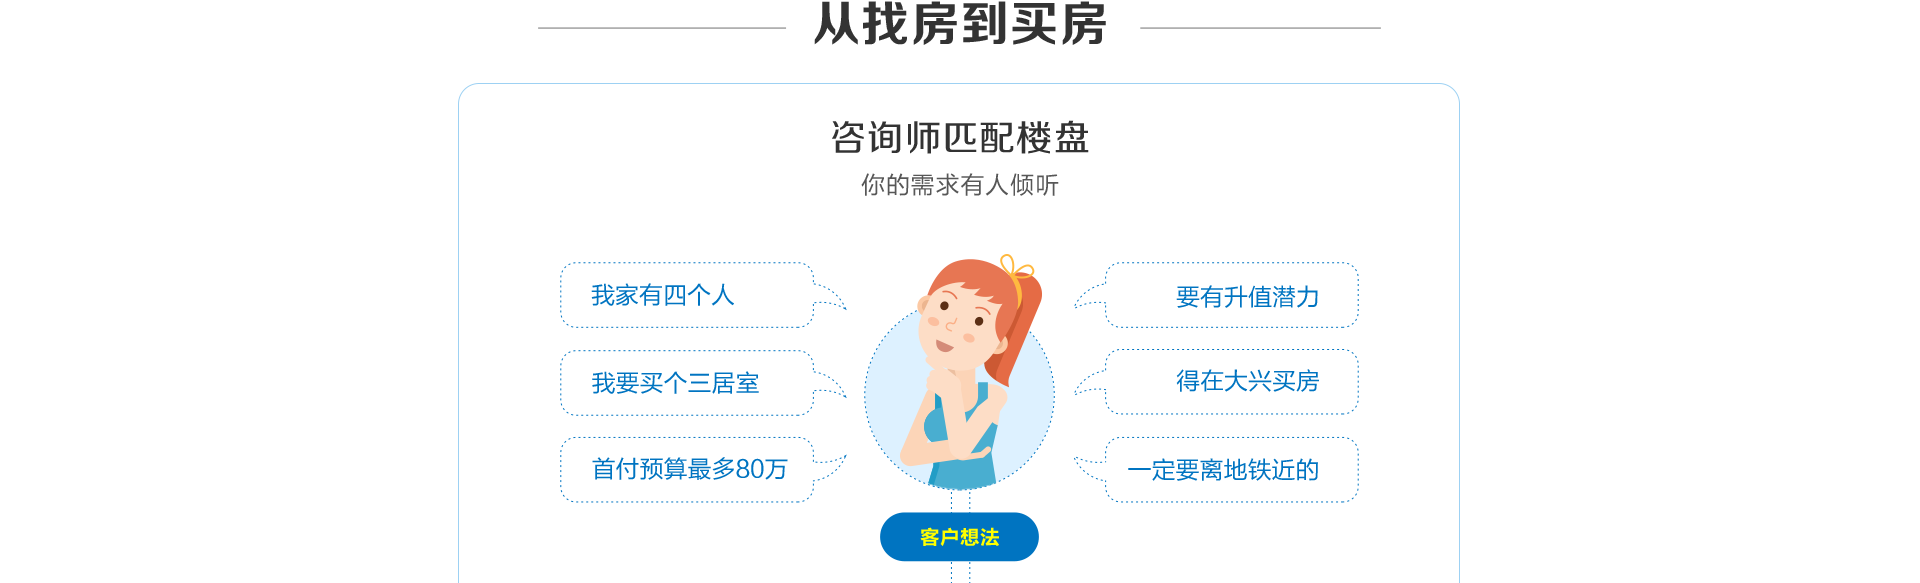 从找房到买房
咨询师匹配楼盘
你的需求有人倾听
我家有四个人
要有升值潜力
我要买个三居室
得在大兴买房
首付预算最多80万
一定要离地铁近的
客户想法